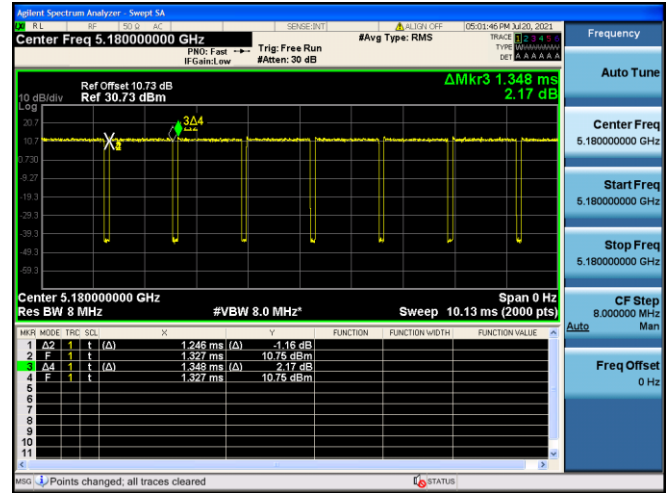 Agilent Spectrum Analyzer - Swept SA
RL RF 50 Ω AC SENSE:INT ALIGN OFF 05:01:46 PM Jul 20, 2021
Center Freq 5.180000000 GHz #Avg Type: RMS TRACE 1 2 3 4 5 6
PNO: Fast Trig: Free Run TYPE W
IFGain:Low #Atten: 30 dB DET A A A A A A
Frequency
ΔMkr3 1.348 ms
2.17 dB
Ref Offset 10.73 dB
10 dB/div Ref 30.73 dBm
Log
20.7
10.7
0.730
-9.27
-19.3
-29.3
-39.3
-49.3
-59.3
3Δ4
Center 5.180000000 GHz Span 0 Hz
Res BW 8 MHz #VBW 8.0 MHz* Sweep 10.13 ms (2000 pts)
MKR MODE TRC SCL X Y FUNCTION FUNCTION WIDTH FUNCTION VALUE
1 Δ2 1 t (Δ) 1.246 ms (Δ) -1.16 dB
2 F 1 t 1.327 ms 10.75 dBm
3 Δ4 1 t (Δ) 1.348 ms (Δ) 2.17 dB
4 F 1 t 1.327 ms 10.75 dBm
5
6
7
8
9
10
11
MSG Points changed; all traces cleared STATUS
Auto Tune
Center Freq
5.180000000 GHz
Start Freq
5.180000000 GHz
Stop Freq
5.180000000 GHz
CF Step
8.000000 MHz
Auto Man
Freq Offset
0 Hz